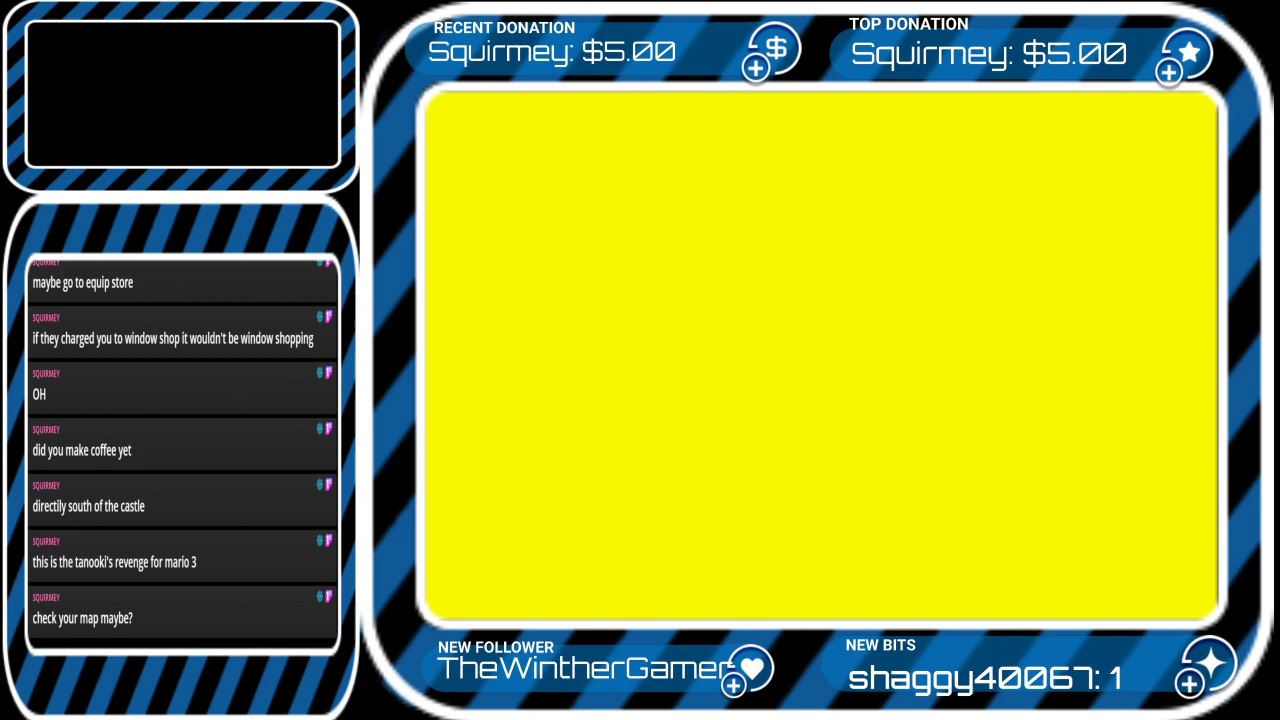 RECENT DONATION
Squirmey: $5.00
TOP DONATION
Squirmey: $5.00
SQUIRMEY
maybe go to equip store
SQUIRMEY
if they charged you to window shop it wouldn't be window shopping
SQUIRMEY
OH
SQUIRMEY
did you make coffee yet
SQUIRMEY
directily south of the castle
SQUIRMEY
this is the tanooki's revenge for mario 3
SQUIRMEY
check your map maybe?
NEW FOLLOWER
TheWintherGamer
NEW BITS
shaggy40067: 1